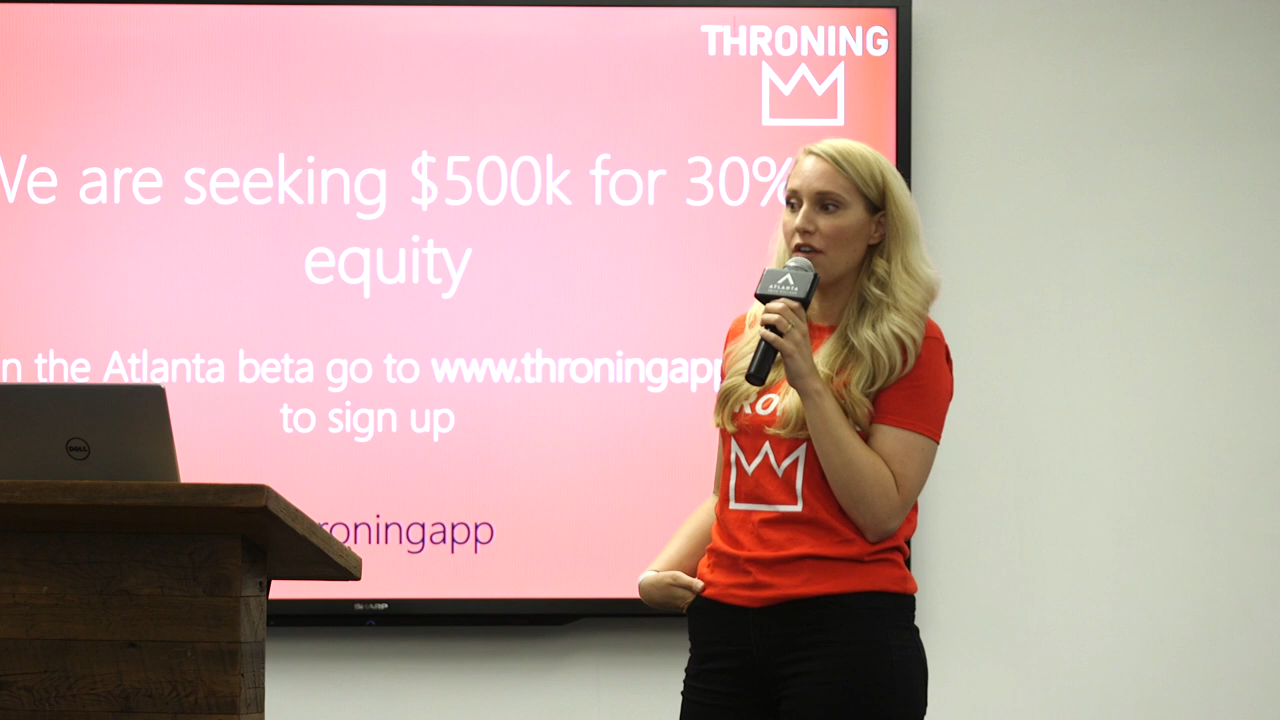 THRONING
We are seeking $500k for 30%
equity
the Atlanta beta go to www.throningapp
to sign up
DELL
throningapp
SHARP
ATLANTA